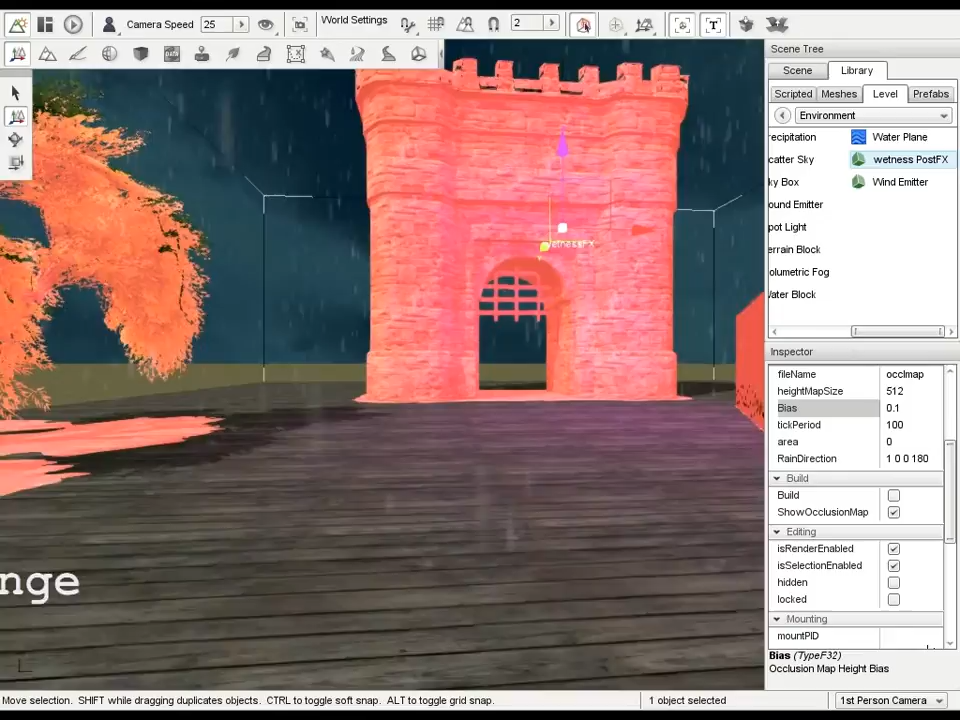 Camera Speed 25 World Settings 2
Scene Tree
Scene Library
Scripted Meshes Level Prefabs
Environment
recipitation Water Plane
catter Sky wetness PostFX
ky Box Wind Emitter
ound Emitter
pot Light
errain Block
olumetric Fog
Vater Block
Inspector
fileName occlmap
heightMapSize 512
Bias 0.1
tickPeriod 100
area 0
RainDirection 1 0 0 180
Build
Build
ShowOcclusionMap
Editing
isRenderEnabled
isSelectionEnabled
hidden
locked
Mounting
mountPID
Bias (TypeF32)
Occlusion Map Height Bias
nge
Move selection. SHIFT while dragging duplicates objects. CTRL to toggle soft snap. ALT to toggle grid snap. 1 object selected 1st Person Camera